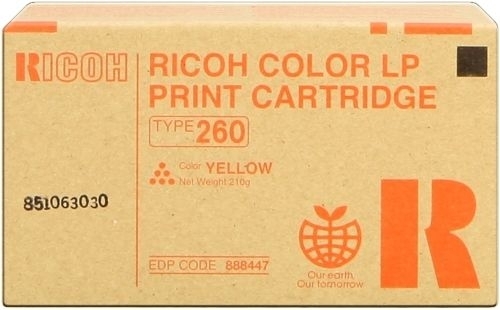 RICOH
RICOH COLOR LP
PRINT CARTRIDGE
TYPE 260
Color YELLOW
Net Weight 210g
851063030
EDP CODE 888447
Our earth,
Our tomorrow
R